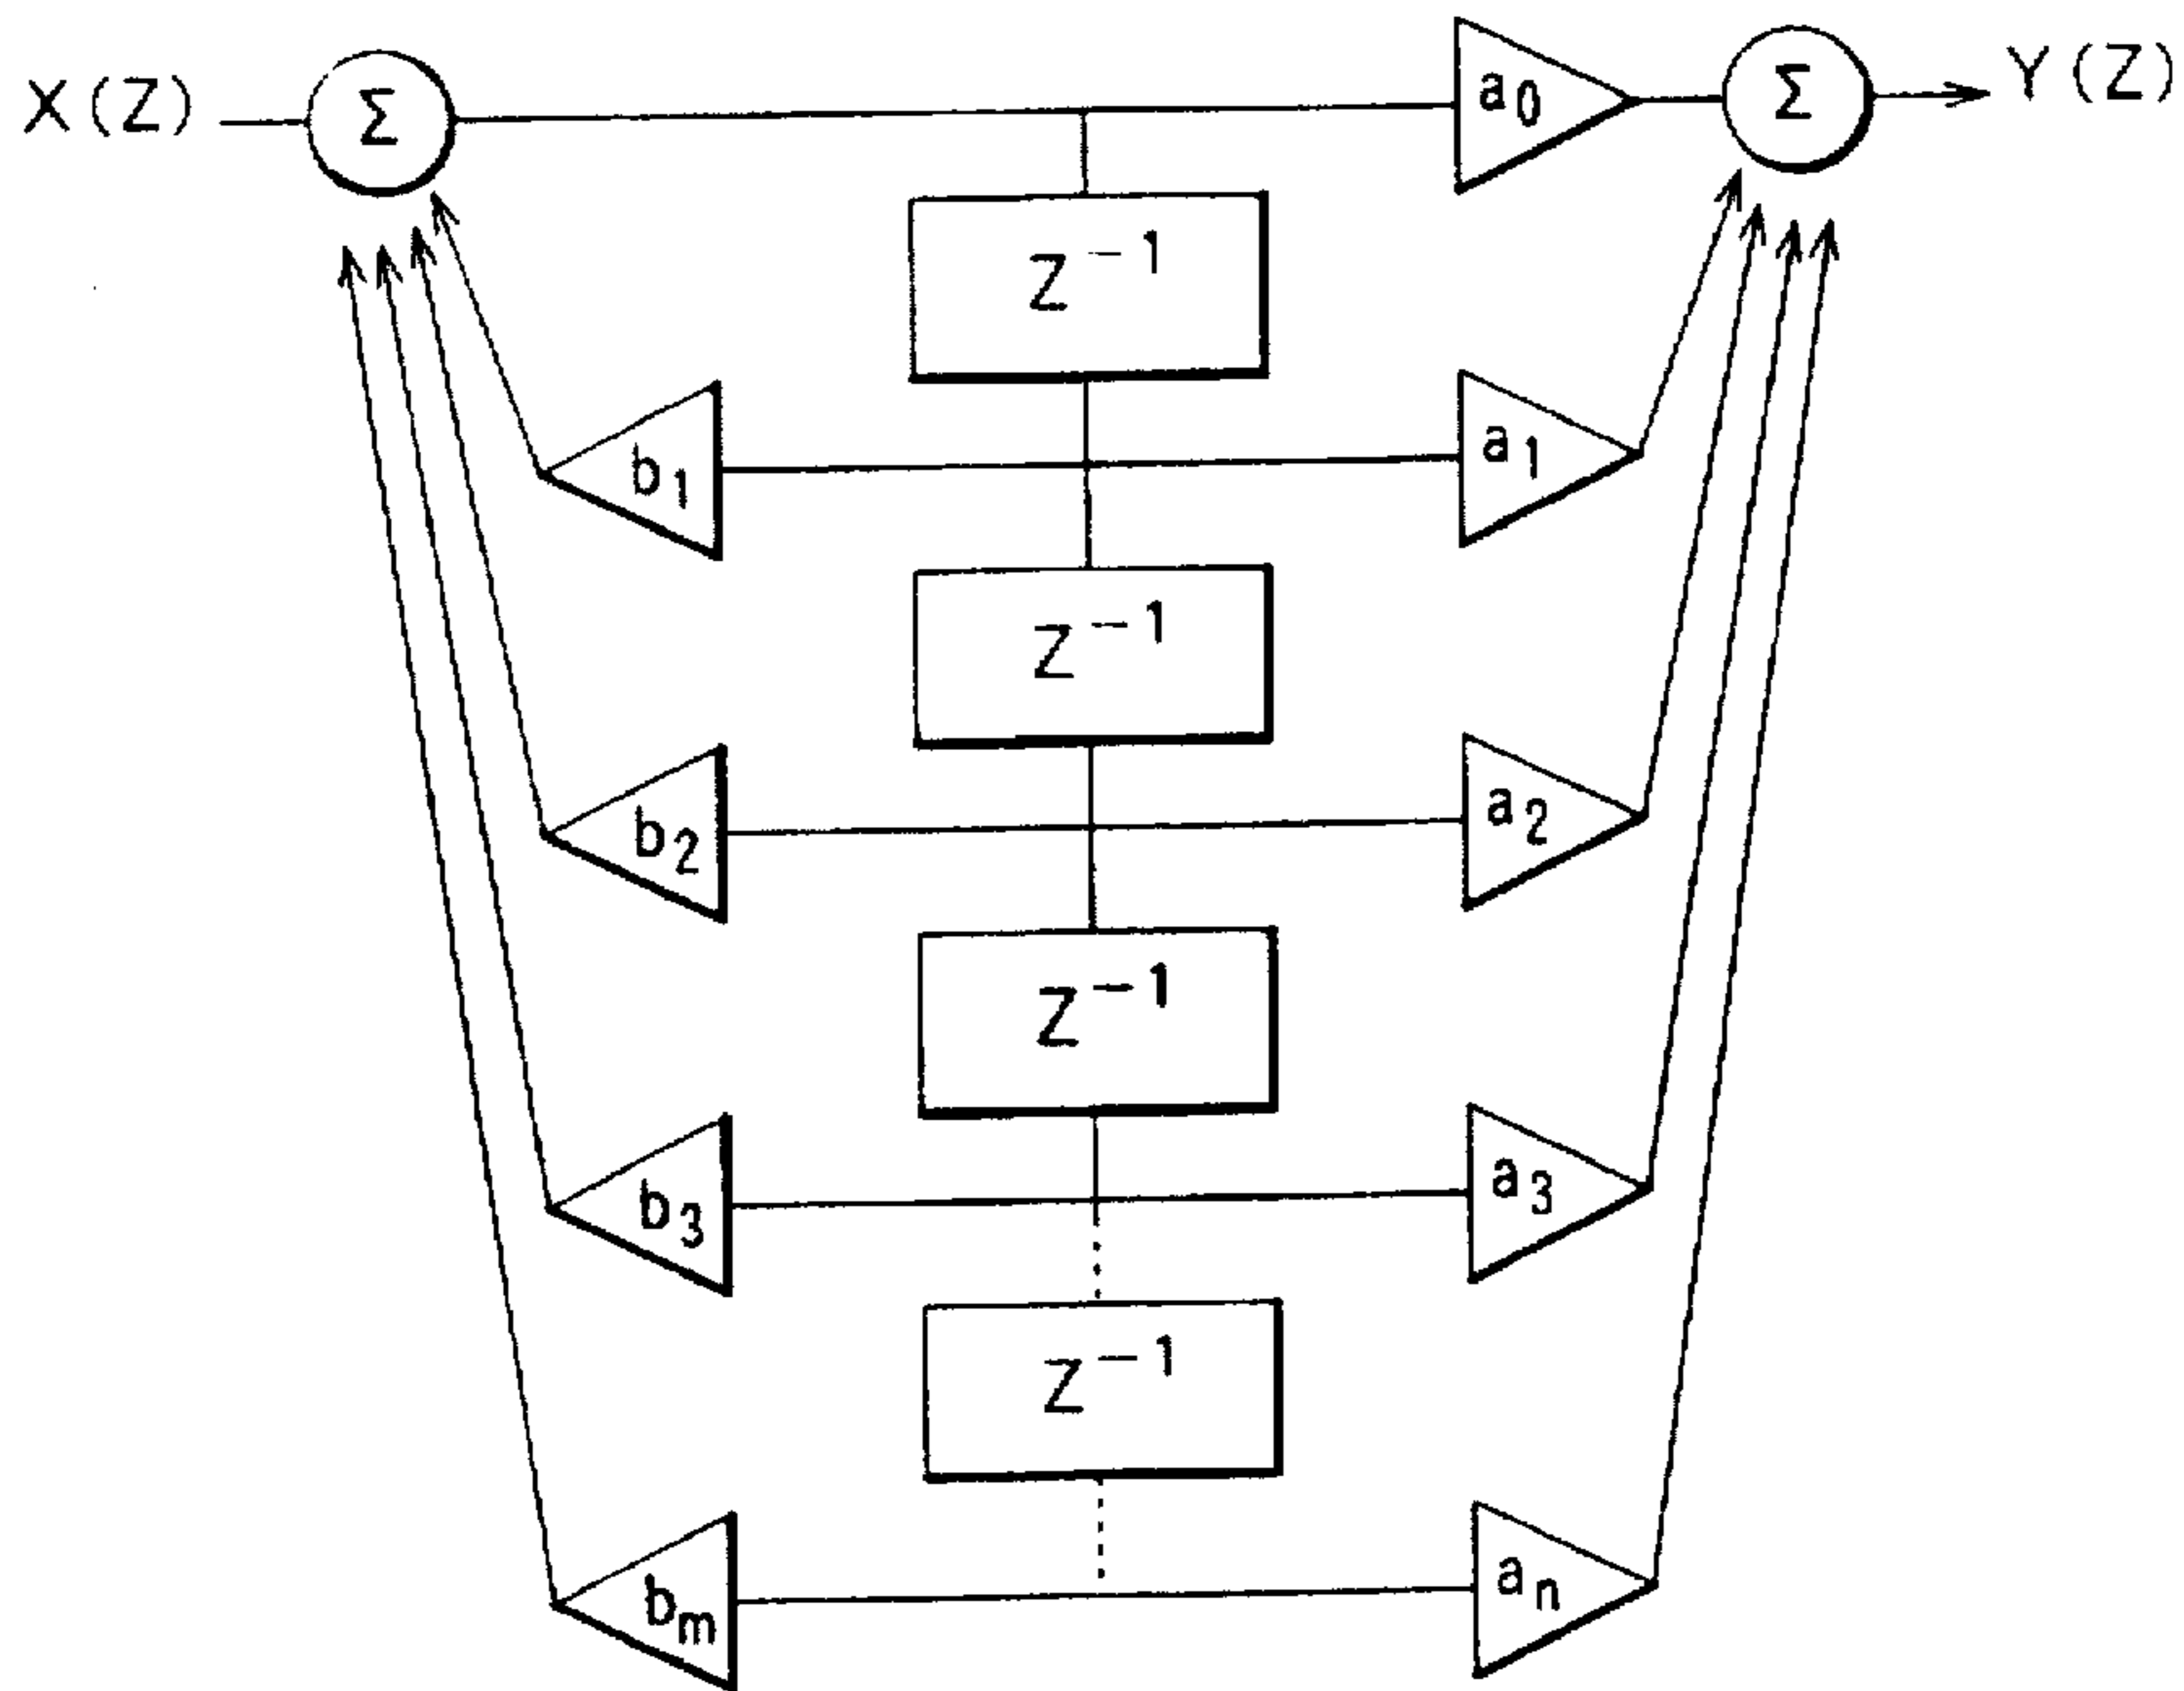 X(Z) Σ a0 Σ Y(Z)
Z⁻¹
b1 a1
Z⁻¹
b2 a2
Z⁻¹
b3 a3
Z⁻¹
bm an